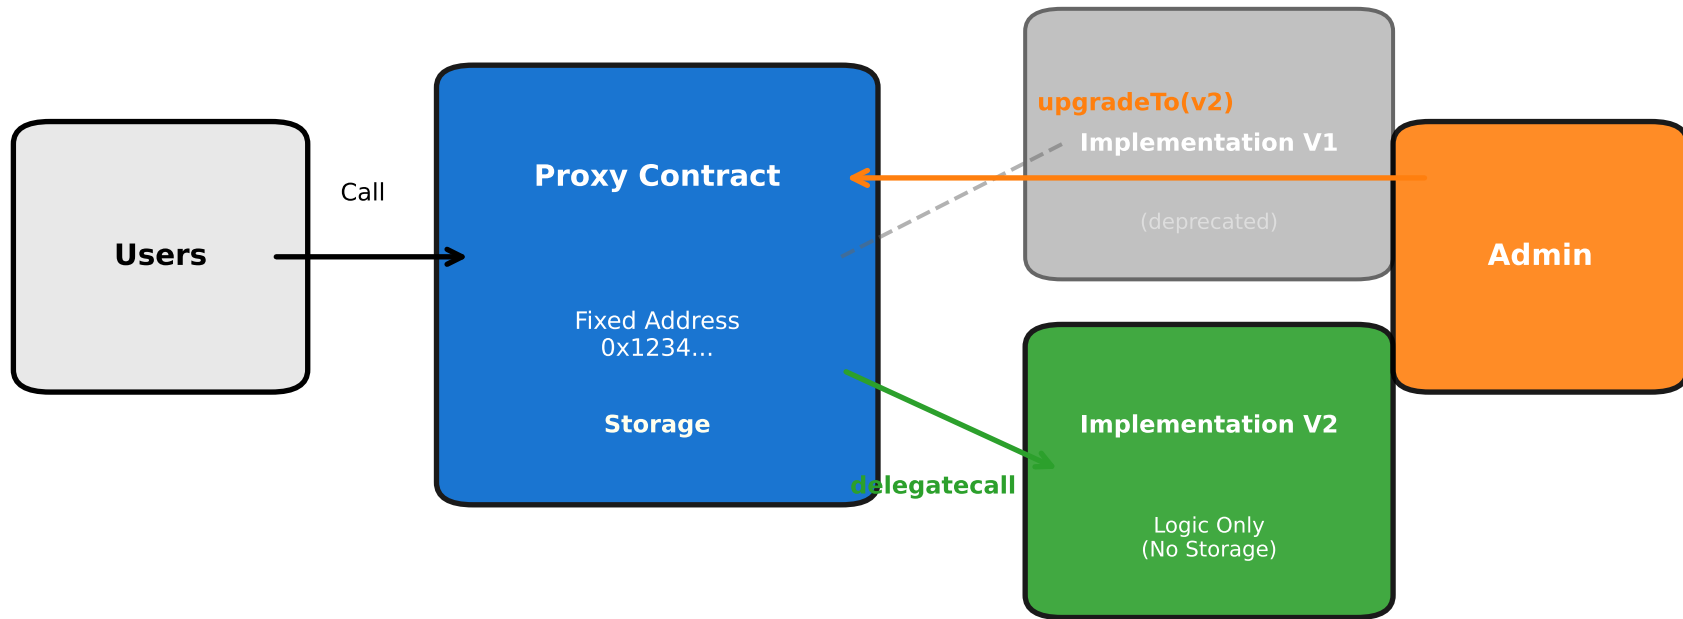 Users
Call
Proxy Contract
Fixed Address
0x1234...
Storage
upgradeTo(v2)
Implementation V1
(deprecated)
delegatecall
Implementation V2
Logic Only
(No Storage)
Admin